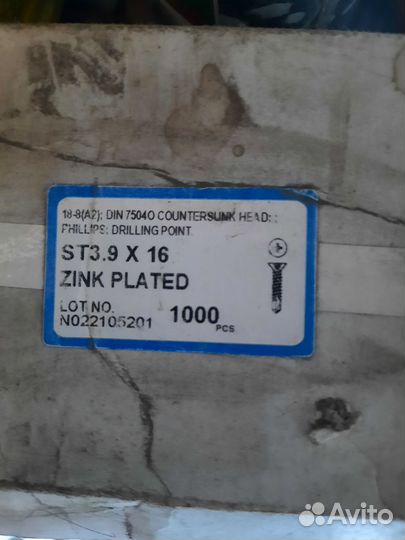 18-8(A2); DIN 7504O COUNTERSUNK HEAD; ;
PHILLIPS; DRILLING POINT.
ST3.9 X 16
ZINK PLATED
LOT NO.
N022105201
1000 PCS
Avito